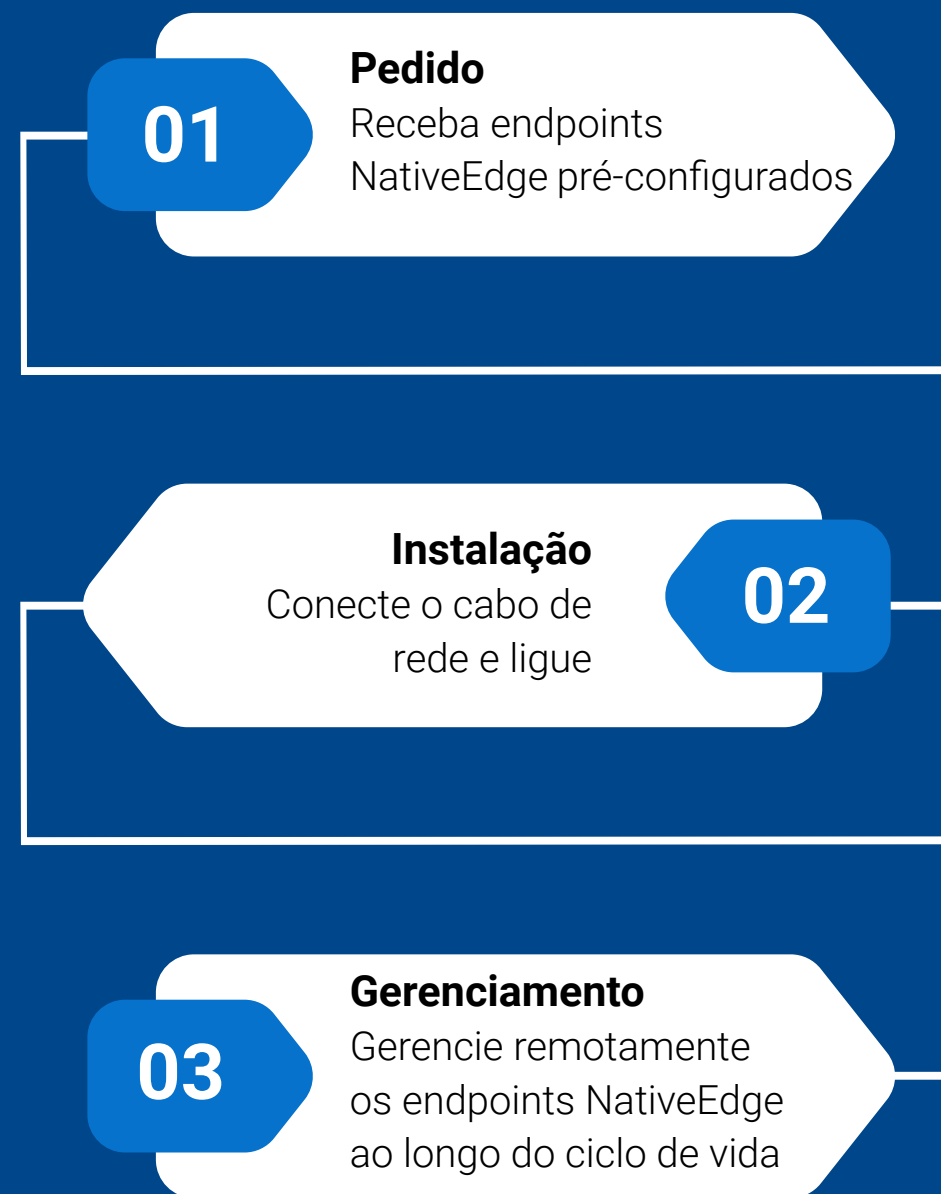 01
Pedido
Receba endpoints
NativeEdge pré-configurados
Instalação
Conecte o cabo de
rede e ligue
02
03
Gerenciamento
Gerencie remotamente
os endpoints NativeEdge
ao longo do ciclo de vida